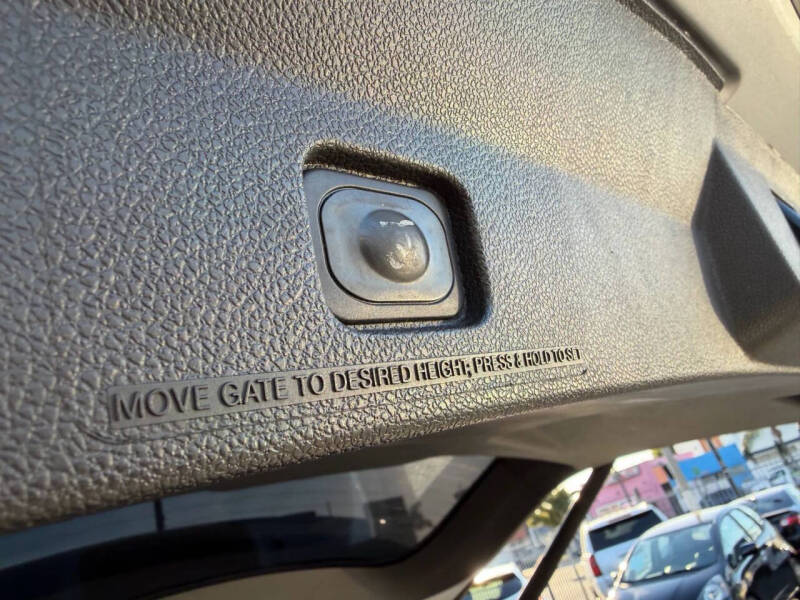 MOVE GATE TO DESIRED HEIGHT; PRESS & HOLD TO SET